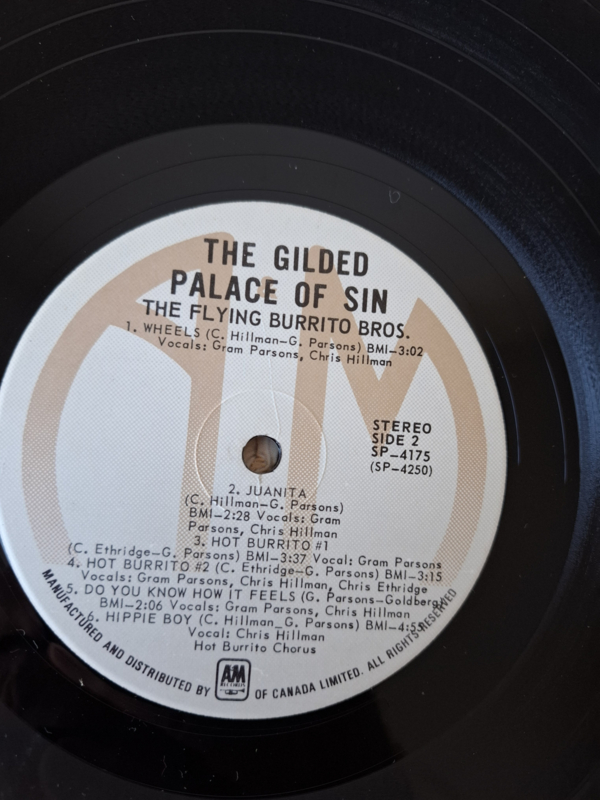 THE GILDED
PALACE OF SIN
THE FLYING BURRITO BROS.
1. WHEELS (C. Hillman—G. Parsons) BMI—3:02
Vocals: Gram Parsons, Chris Hillman
STEREO
SIDE 2
SP—4175
(SP—4250)
2. JUANITA
(C. Hillman—G. Parsons)
BMI—2:28 Vocals: Gram
Parsons, Chris Hillman
3. HOT BURRITO #1
(C. Ethridge—G. Parsons) BMI—3:37 Vocal: Gram Parsons
4. HOT BURRITO #2 (C. Ethridge—G. Parsons) BMI—3:15
Vocals: Gram Parsons, Chris Hillman, Chris Ethridge
5. DO YOU KNOW HOW IT FEELS (G. Parsons—Goldberg)
BMI—2:06 Vocals: Gram Parsons, Chris Hillman
6. HIPPIE BOY (C. Hillman_G. Parsons) BMI—4:55
Vocal: Chris Hillman
Hot Burrito Chorus
MANUFACTURED AND DISTRIBUTED BY A&M RECORDS OF CANADA LIMITED. ALL RIGHTS RESERVED